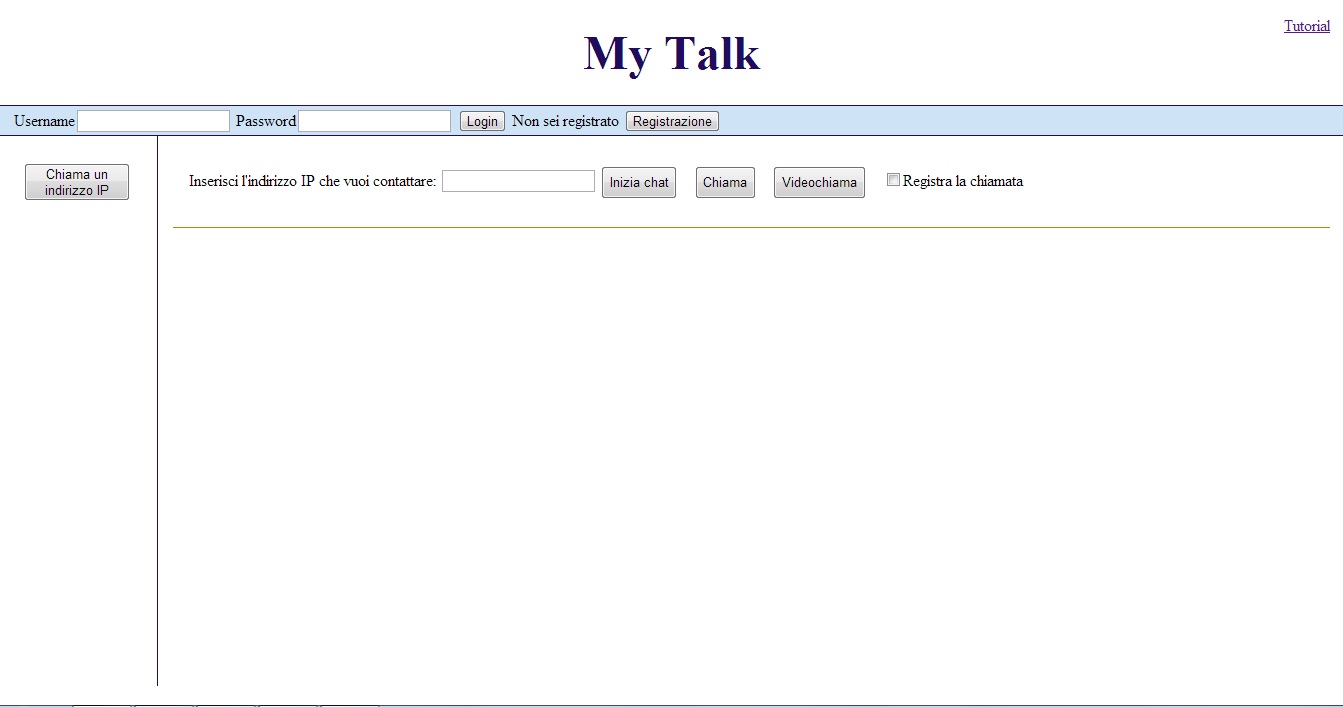 Tutorial
My Talk
Username Password Login Non sei registrato Registrazione
Chiama un
indirizzo IP
Inserisci l'indirizzo IP che vuoi contattare: Inizia chat Chiama Videochiama Registra la chiamata